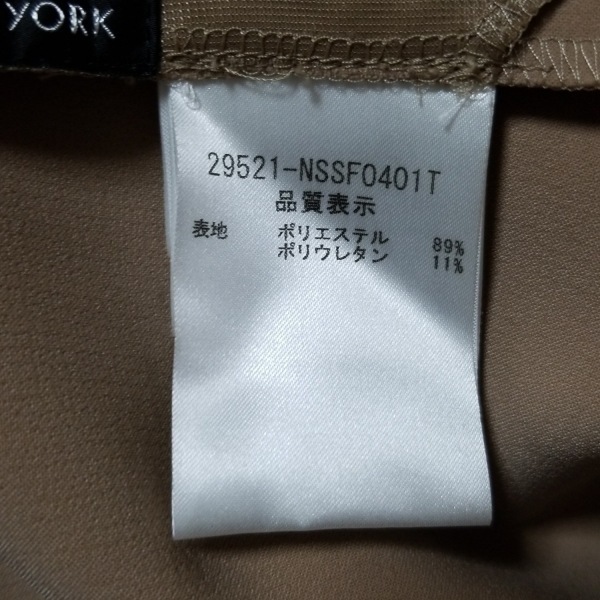 YORK
29521-NSSF0401T
品質表示
表地 ポリエステル 89%
ポリウレタン 11%